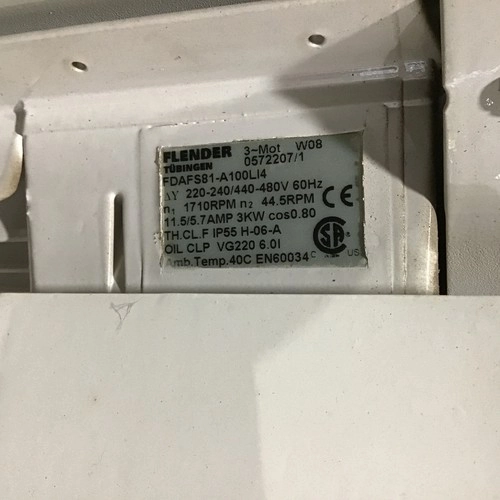 FLENDER 3~Mot W08
TÜBINGEN 0572207/1
FDAFS81-A100LI4
ΔY 220-240/440-480V 60Hz
n1 1710RPM n2 44.5RPM CE
11.5/5.7AMP 3KW cos0.80
TH.CL.F IP55 H-06-A
OIL CLP VG220 6.0l
Amb.Temp.40C EN60034 C US